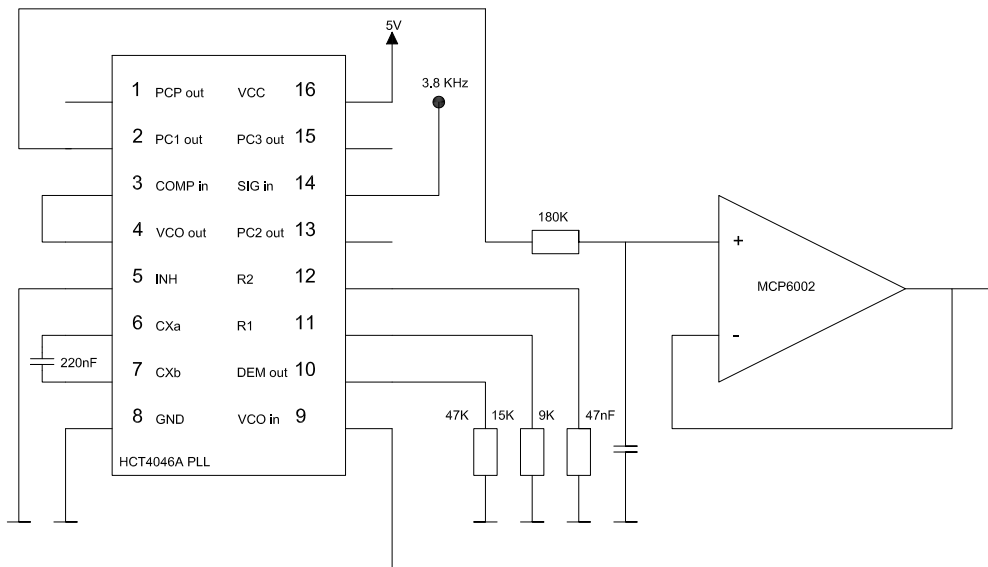 5V
3.8 KHz
1 PCP out VCC 16
2 PC1 out PC3 out 15
3 COMP in SIG in 14
4 VCO out PC2 out 13
5 INH R2 12
6 CXa R1 11
7 CXb DEM out 10
8 GND VCO in 9
HCT4046A PLL
220nF
180K
+
MCP6002
-
47K 15K 9K 47nF